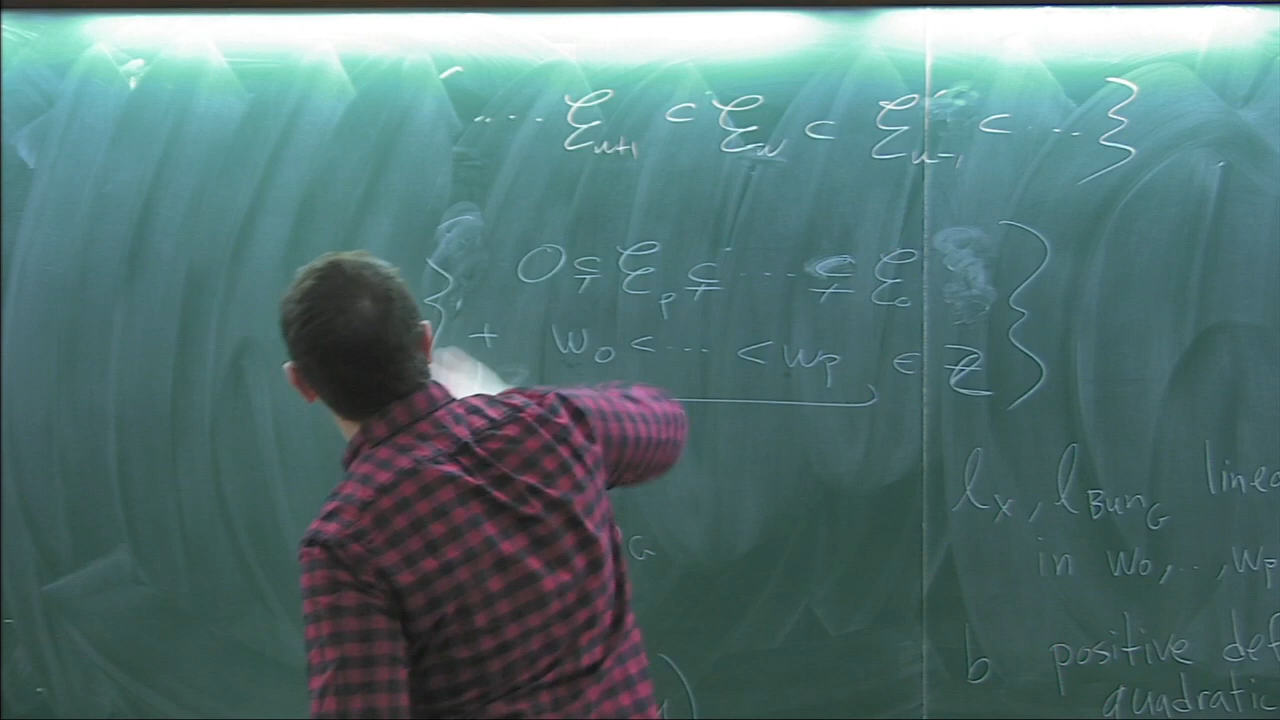 .... ℰ_{n+1} ⊂ ℰ_n ⊂ ℰ_{n-1} ⊂ ... }
{ 0 ⊊ ℰ_p ⊊ ... ⊊ ℰ_0 }
+ w_0 < ... < w_p ∈ ℤ
l_X, l_{Bun_G} linea
in w_0, .., w_p
G
b positive def
quadratic